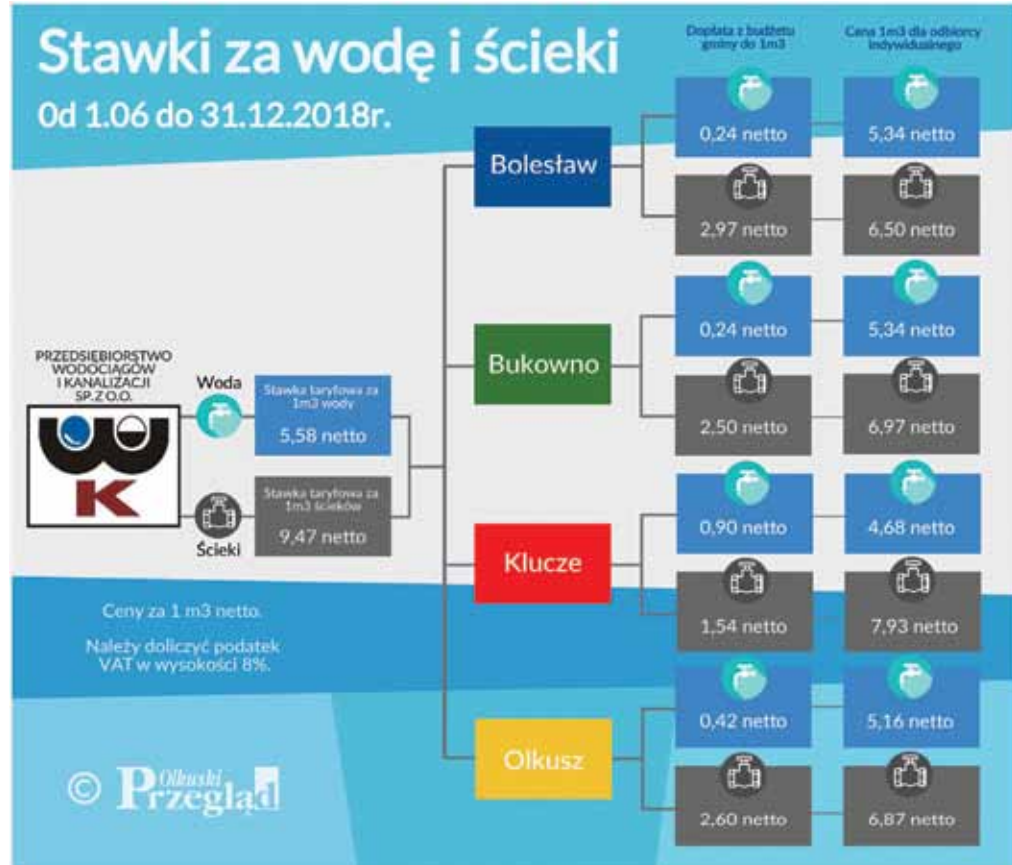 Stawki za wodę i ścieki
0d 1.06 do 31.12.2018r.
Dopłata z budżetu
gminy do 1m3
Cena 1m3 dla odbiorcy
indywidualnego
PRZEDSIĘBIORSTWO
WODOCIĄGÓW
I KANALIZACJI
SP. Z O.O.
WK
Woda
Stawka taryfowa za
1m3 wody
5,58 netto
Ścieki
Stawka taryfowa za
1m3 ścieków
9,47 netto
Bolesław
0,24 netto
5,34 netto
2,97 netto
6,50 netto
Bukowno
0,24 netto
5,34 netto
2,50 netto
6,97 netto
Klucze
0,90 netto
4,68 netto
1,54 netto
7,93 netto
Olkusz
0,42 netto
5,16 netto
2,60 netto
6,87 netto
Ceny za 1 m3 netto.
Należy doliczyć podatek
VAT w wysokości 8%.
© Przegląd Olkuski